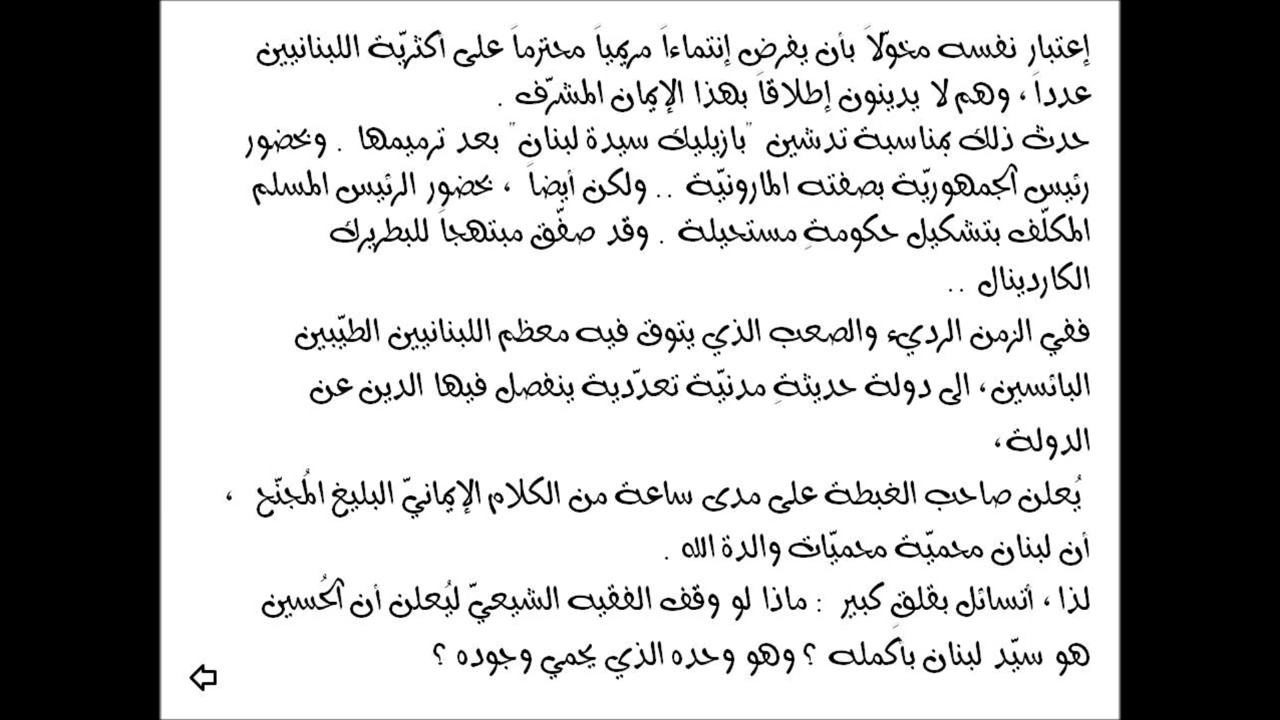 إعتبار نفسه مخوّلاَ بأن يفرض إنتماءاَ مريمياَ محترماَ على أكثريّة اللبنانيين
عدداَ ، وهم لا يدينون إطلاقاَ بهذا الإيمان المشرّف .
حدث ذلك بمناسبة تدشين "بازيليك سيدة لبنان" بعد ترميمها . وبحضور
رئيس الجمهوريّة بصفته المارونيّة .. ولكن أيضاَ ، بحضور الرئيس المسلم
المكلّف بتشكيل حكومةِ مستحيلة . وقد صفّق مبتهجاَ للبطريرك
الكاردينال ..
ففي الزمن الرديء والصعب الذي يتوق فيه معظم اللبنانيين الطيّبين
البائسين، الى دولة حديثةِ مدنيّة تعدّدية ينفصل فيها الدين عن
الدولة،
يُعلن صاحب الغبطة على مدى ساعة من الكلام الإيمانيّ البليغ المُجنّح ،
أن لبنان محميّة محميّات والدة الله .
لذا ، أتسائل بقلقِ كبير : ماذا لو وقف الفقيه الشيعيّ ليُعلن أن الحُسين
هو سيّد لبنان بأكمله ؟ وهو وحده الذي يحمي وجوده ؟